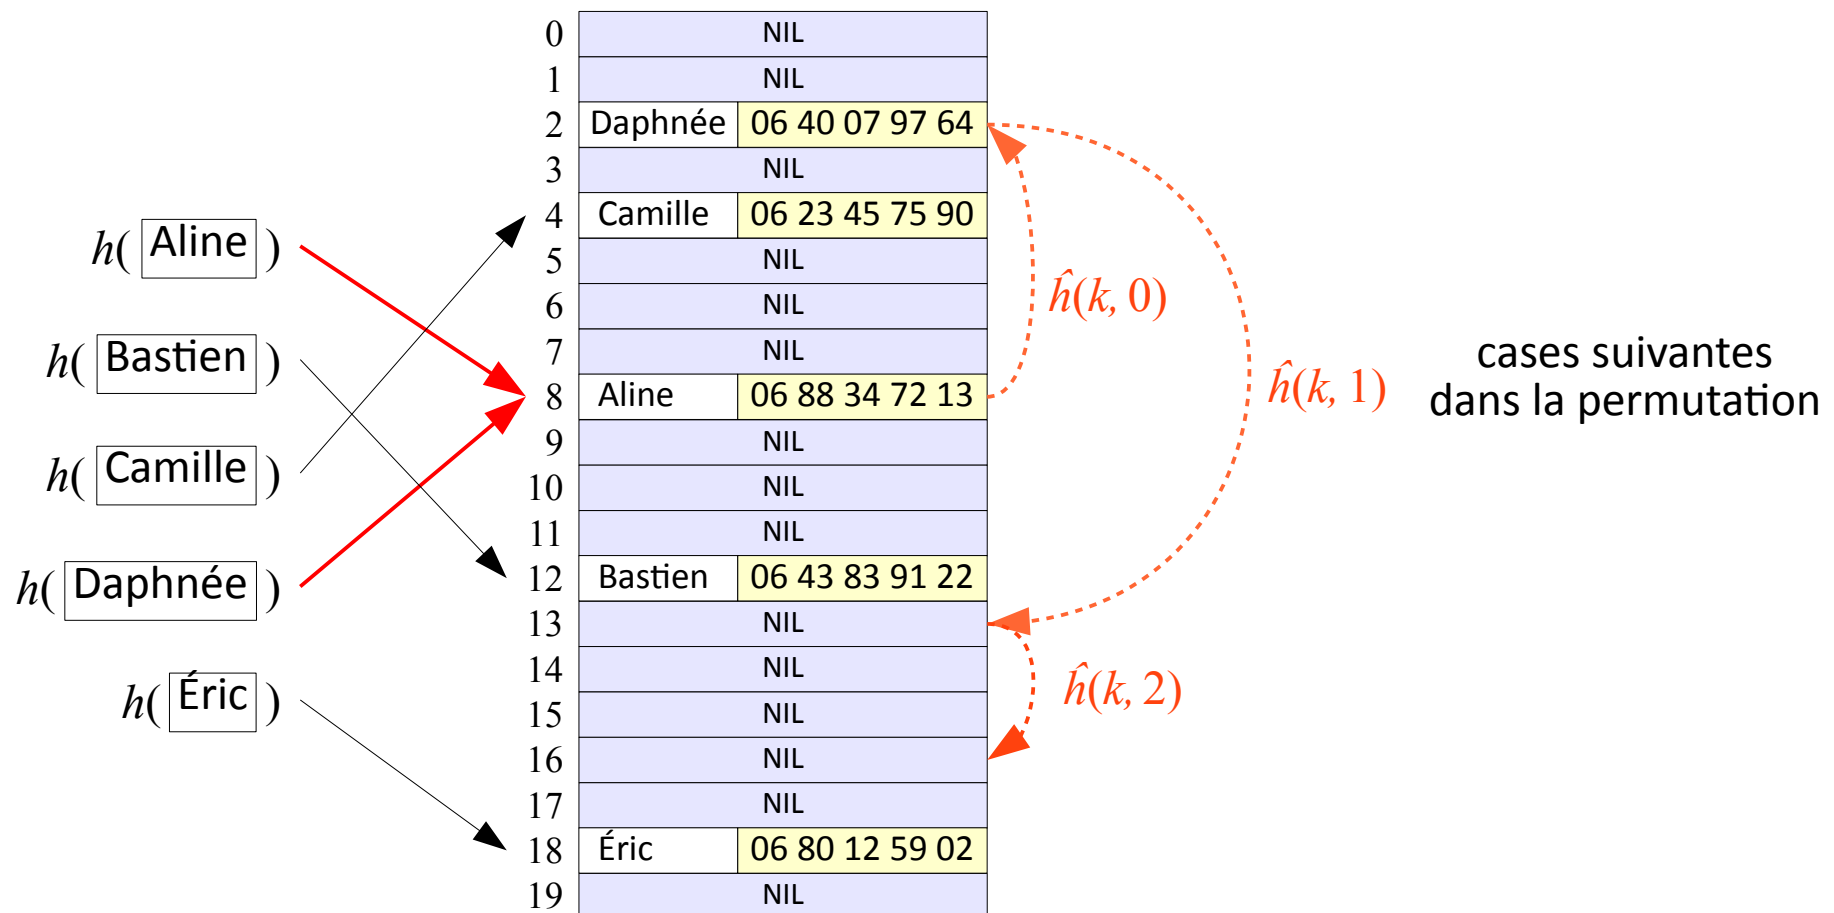 h( Aline )
h( Bastien )
h( Camille )
h( Daphnée )
h( Éric )
0 NIL
1 NIL
2 Daphnée 06 40 07 97 64
3 NIL
4 Camille 06 23 45 75 90
5 NIL
6 NIL
7 NIL
8 Aline 06 88 34 72 13
9 NIL
10 NIL
11 NIL
12 Bastien 06 43 83 91 22
13 NIL
14 NIL
15 NIL
16 NIL
17 NIL
18 Éric 06 80 12 59 02
19 NIL
ĥ(k, 0)
ĥ(k, 1)
ĥ(k, 2)
cases suivantes
dans la permutation